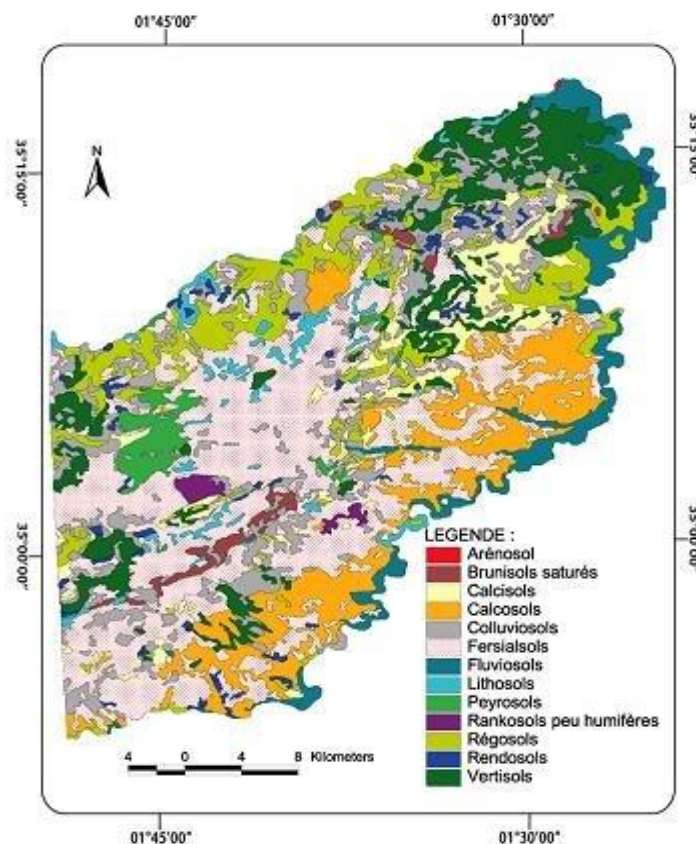 01°45'00"
01°30'00"
35°15'00"
35°15'00"
N
35°00'00"
35°00'00"
LEGENDE :
Arénosol
Brunisols saturés
Calcisols
Calcosols
Colluviosols
Fersialsols
Fluviosols
Lithosols
Peyrosols
Rankosols peu humifères
Régosols
Rendosols
Vertisols
4 0 4 8 Kilometers
01°45'00"
01°30'00"